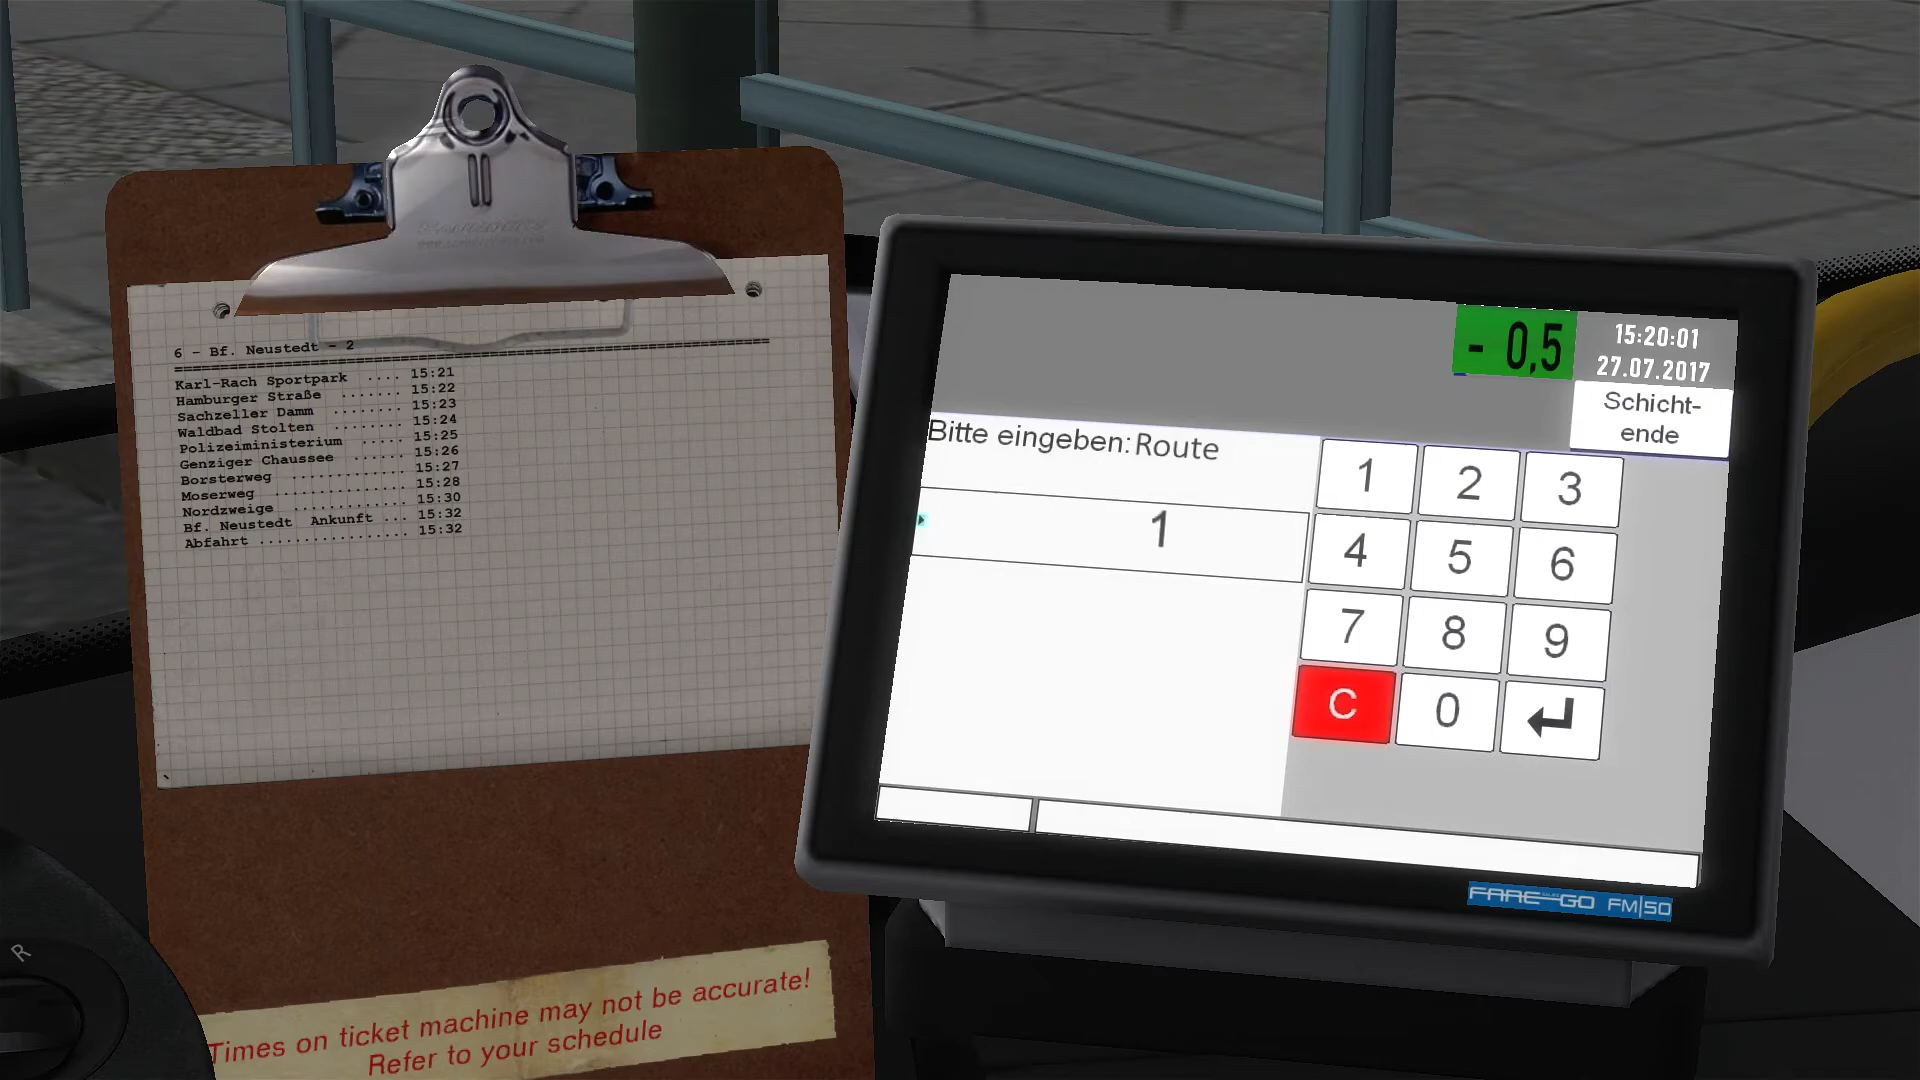 6 - Bf. Neustedt - 2
Karl-Rach Sportpark .... 15:21
Hamburger Straße ....... 15:22
Sachzeller Damm ........ 15:23
Waldbad Stolten ........ 15:24
Polizeiministerium ..... 15:25
Genziger Chaussee ...... 15:26
Borsterweg ............. 15:27
Moserweg ............... 15:28
Nordzweige ............. 15:30
Bf. Neustedt Ankunft ... 15:32
Abfahrt ................ 15:32
Times on ticket machine may not be accurate!
Refer to your schedule
R
- 0,5
15:20:01
27.07.2017
Schicht-
ende
Bitte eingeben: Route
1
1 2 3
4 5 6
7 8 9
C 0
FARE GO FM|50